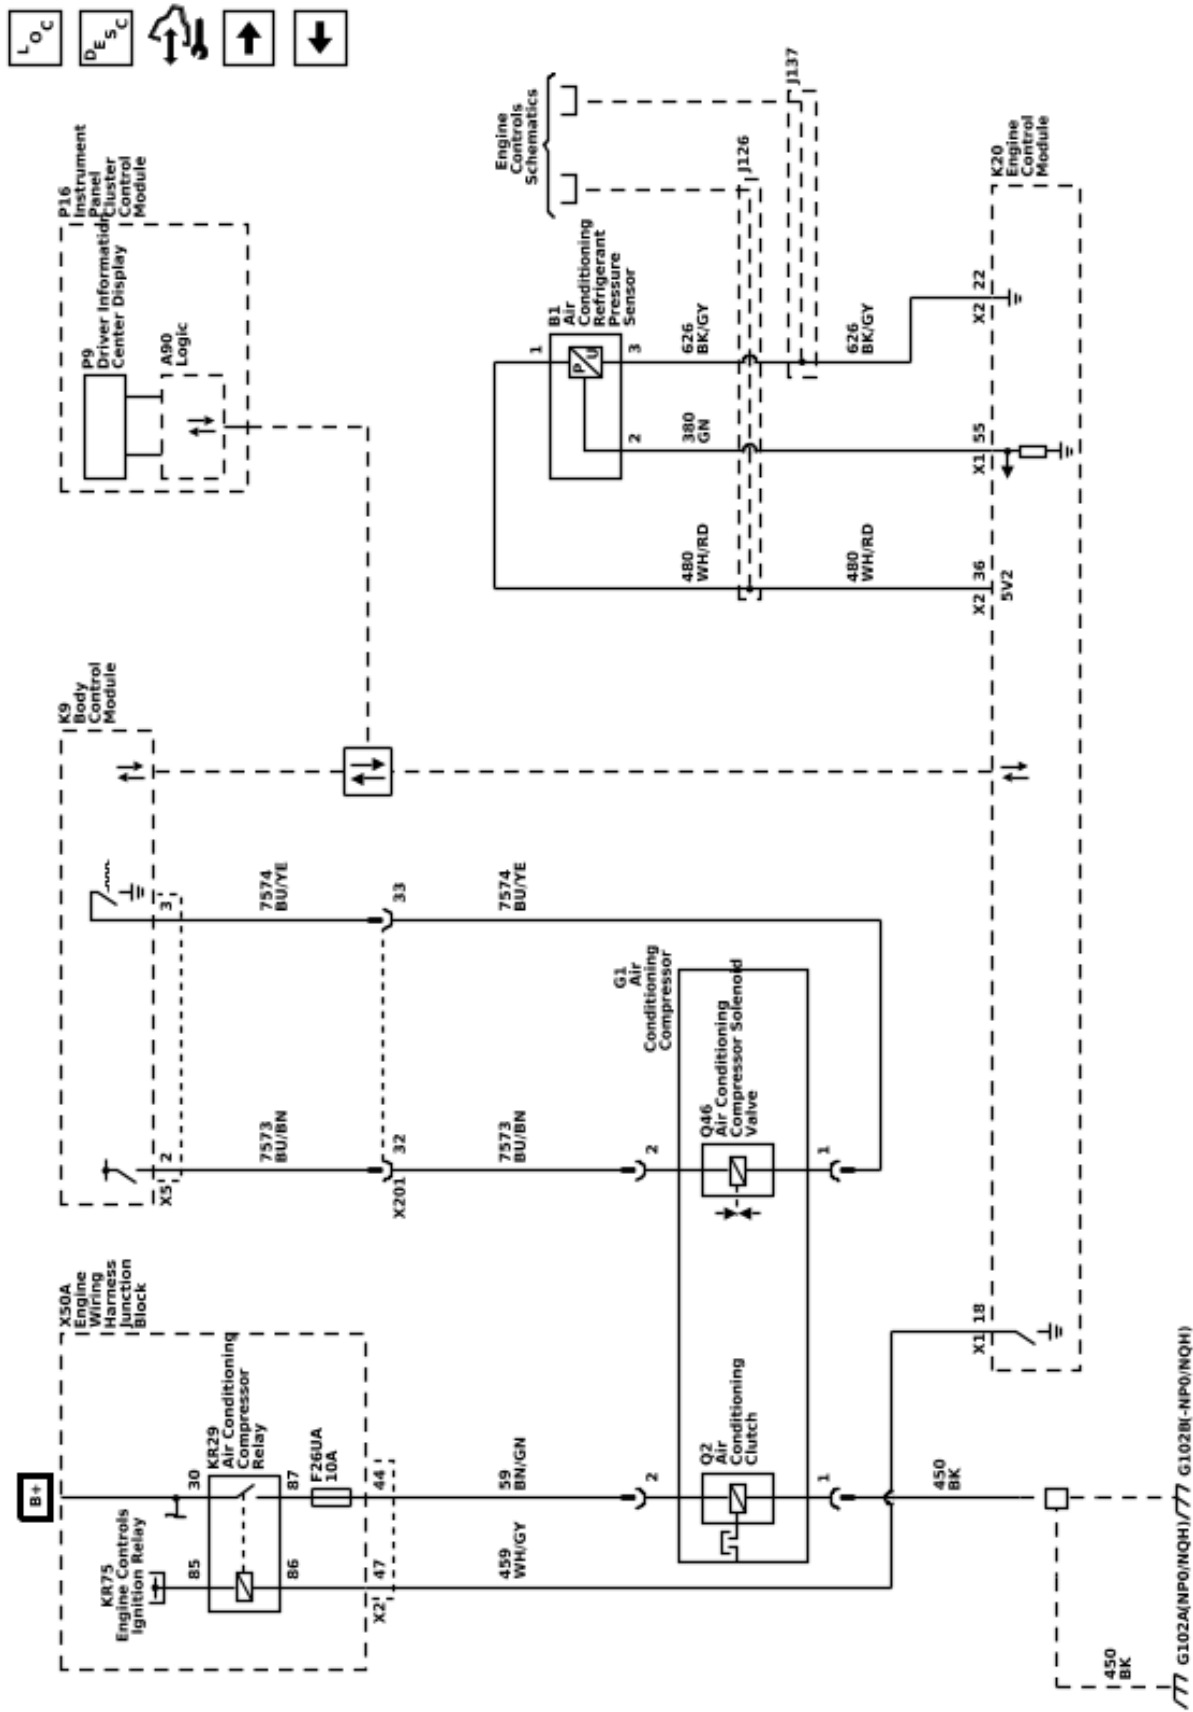 LOC
DESC
B+
KR75
Engine Controls
Ignition Relay
X50A
Engine
Wiring
Harness
Junction
Block
KR29
Air Conditioning
Compressor
Relay
30
85
87
86
F26UA
10A
X2
47
44
459
WH/GY
59
BN/GN
K9
Body
Control
Module
X5
2
3
7573
BU/BN
7574
BU/YE
X201
32
33
7573
BU/BN
7574
BU/YE
P16
Instrument
Panel
Cluster
Control
Module
P9
Driver Information
Center Display
A90
Logic
Engine
Controls
Schematics
B1
Air
Conditioning
Refrigerant
Pressure
Sensor
1
P
U
2
3
480
WH/RD
380
GN
626
BK/GY
J126
J137
480
WH/RD
626
BK/GY
G1
Air
Conditioning
Compressor
2
Q2
Air
Conditioning
Clutch
1
2
Q46
Air Conditioning
Compressor Solenoid
Valve
1
450
BK
X1
18
X2
36
5V2
X1
55
X2
22
K20
Engine
Control
Module
450
BK
G102A(NP0/NQH)
G102B(-NP0/NQH)